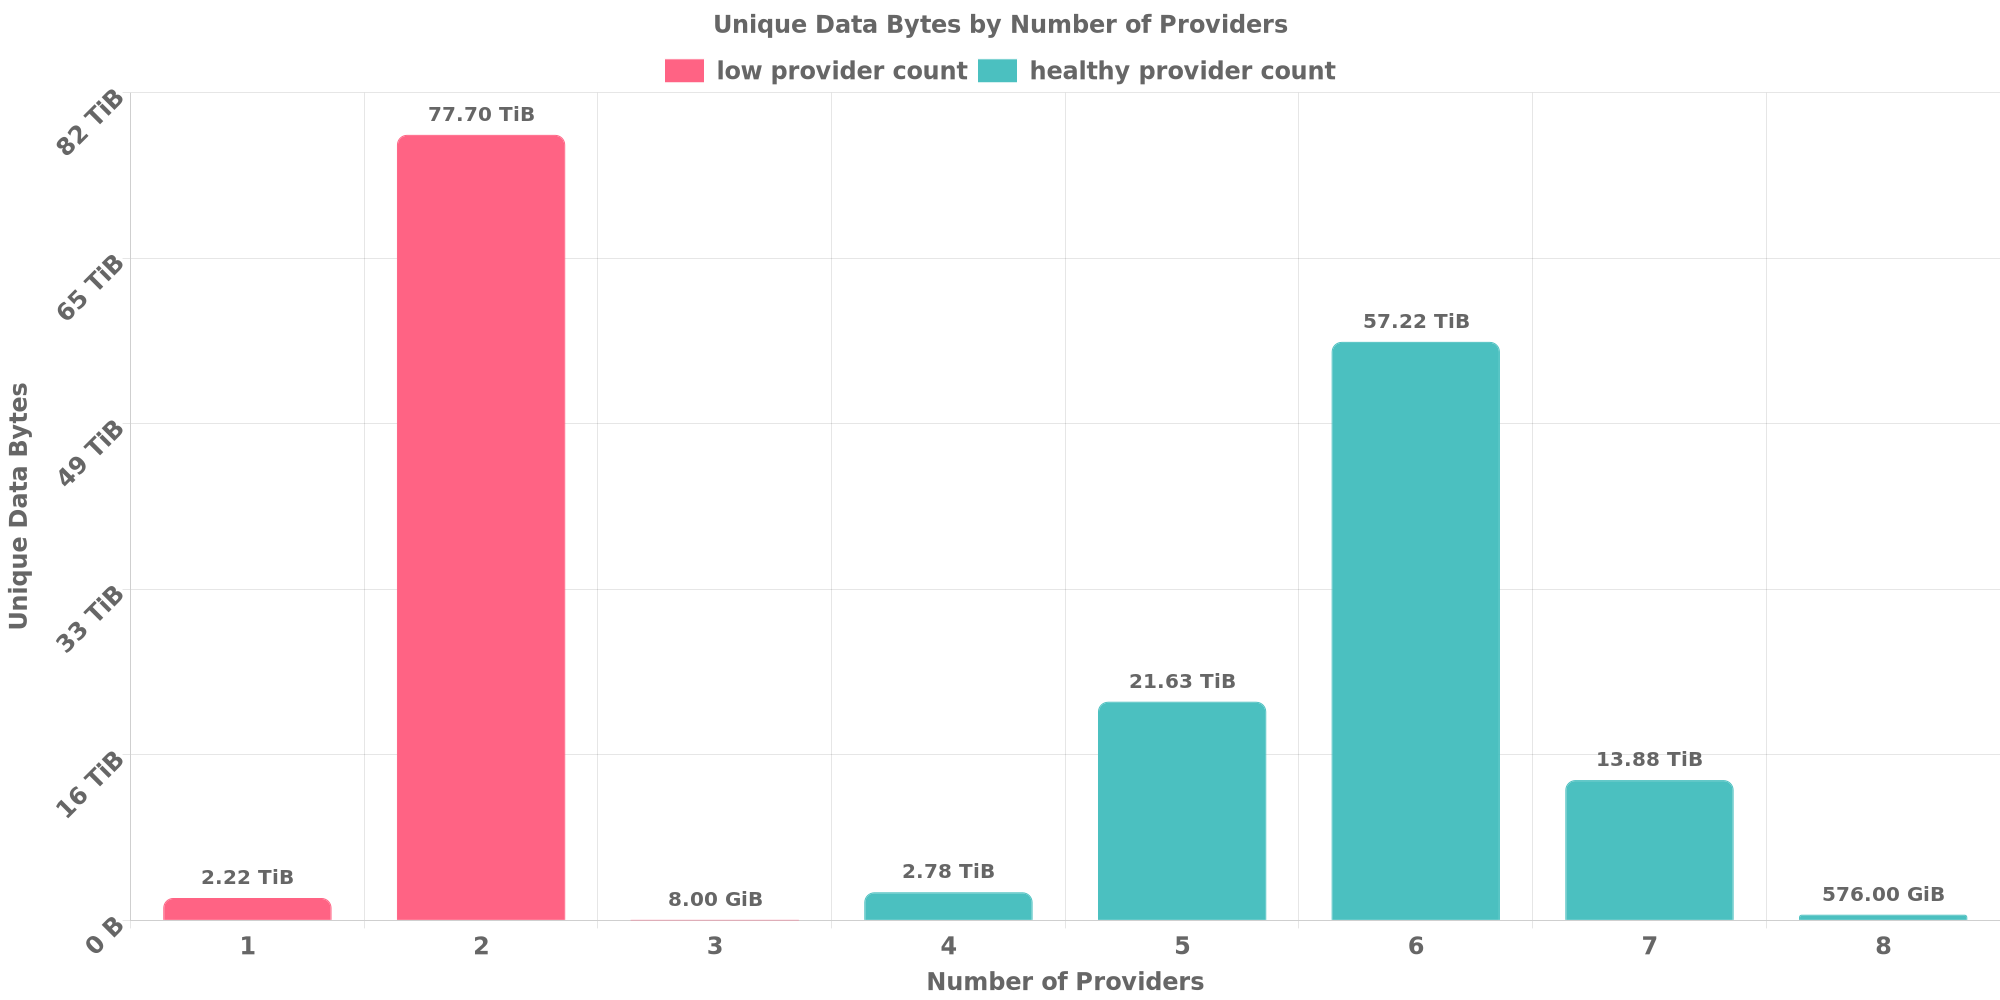 Unique Data Bytes by Number of Providers
low provider count
healthy provider count
Unique Data Bytes
82 TiB
65 TiB
49 TiB
33 TiB
16 TiB
0 B
2.22 TiB
77.70 TiB
8.00 GiB
2.78 TiB
21.63 TiB
57.22 TiB
13.88 TiB
576.00 GiB
1 2 3 4 5 6 7 8
Number of Providers